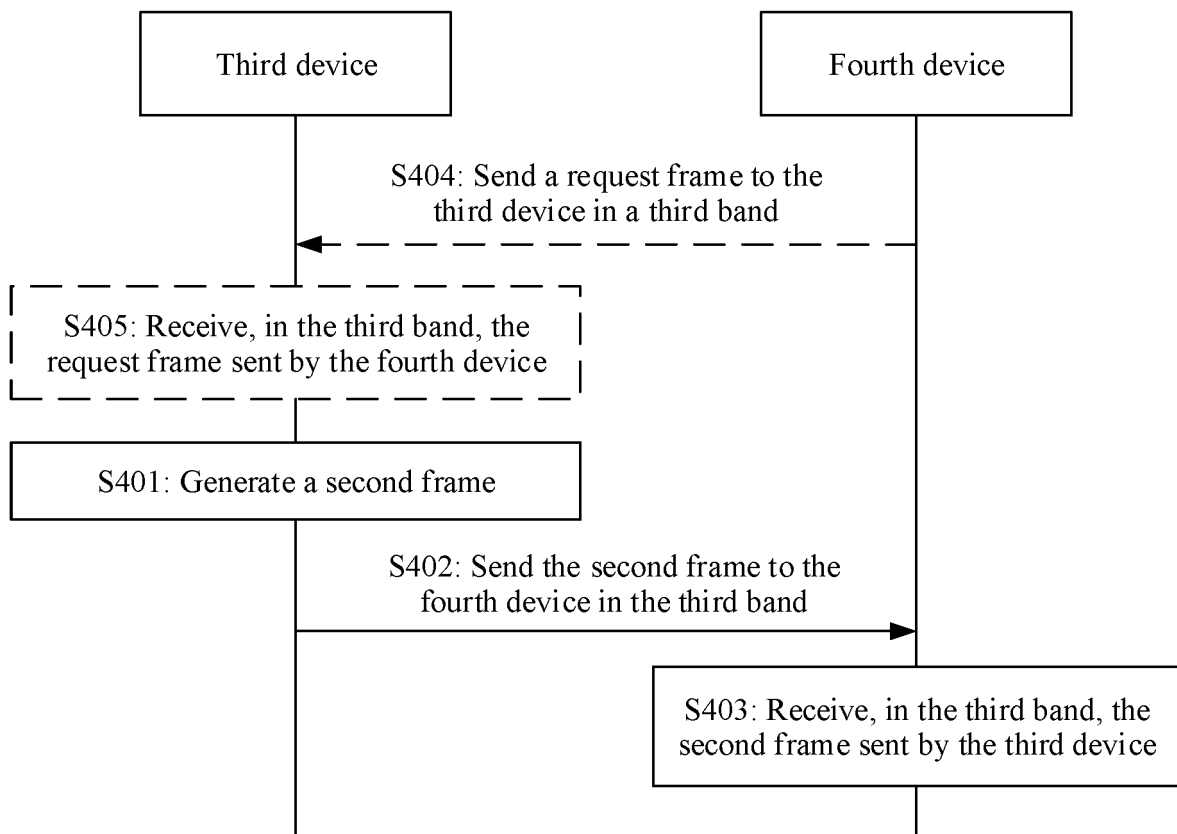 Third device
Fourth device
S404: Send a request frame to the
third device in a third band
S405: Receive, in the third band, the
request frame sent by the fourth device
S401: Generate a second frame
S402: Send the second frame to the
fourth device in the third band
S403: Receive, in the third band, the
second frame sent by the third device